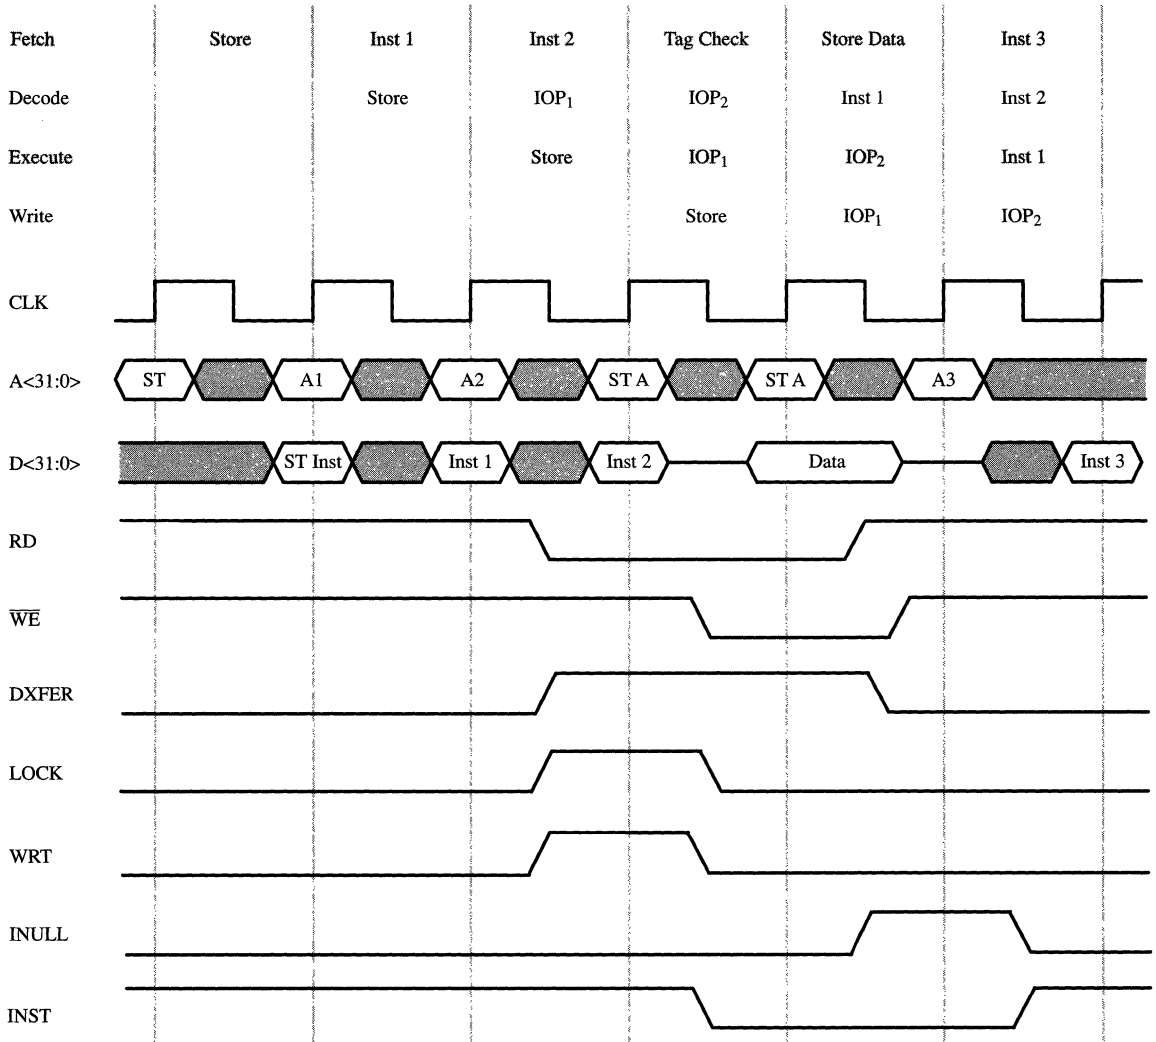 Fetch Store Inst 1 Inst 2 Tag Check Store Data Inst 3
Decode Store IOP1 IOP2 Inst 1 Inst 2
Execute Store IOP1 IOP2 Inst 1
Write Store IOP1 IOP2
CLK
A<31:0> ST A1 A2 ST A ST A A3
D<31:0> ST Inst Inst 1 Inst 2 Data Inst 3
RD
WE
DXFER
LOCK
WRT
INULL
INST